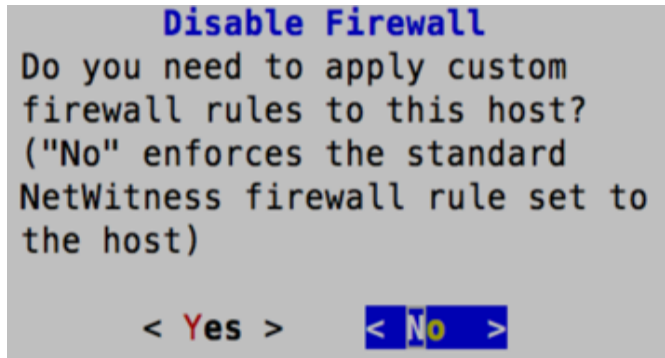 Disable Firewall
Do you need to apply custom
firewall rules to this host?
("No" enforces the standard
NetWitness firewall rule set to
the host)
< Yes > < No >